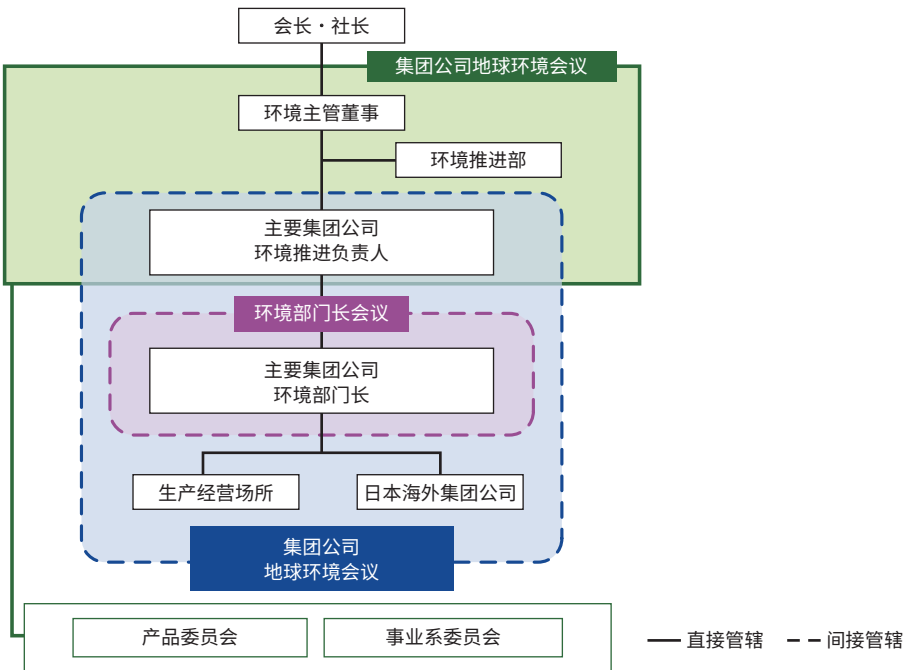 会长・社长
集团公司地球环境会议
环境主管董事
环境推进部
主要集团公司
环境推进负责人
环境部门长会议
主要集团公司
环境部门长
生产经营场所
日本海外集团公司
集团公司
地球环境会议
产品委员会
事业系委员会
直接管辖
间接管辖